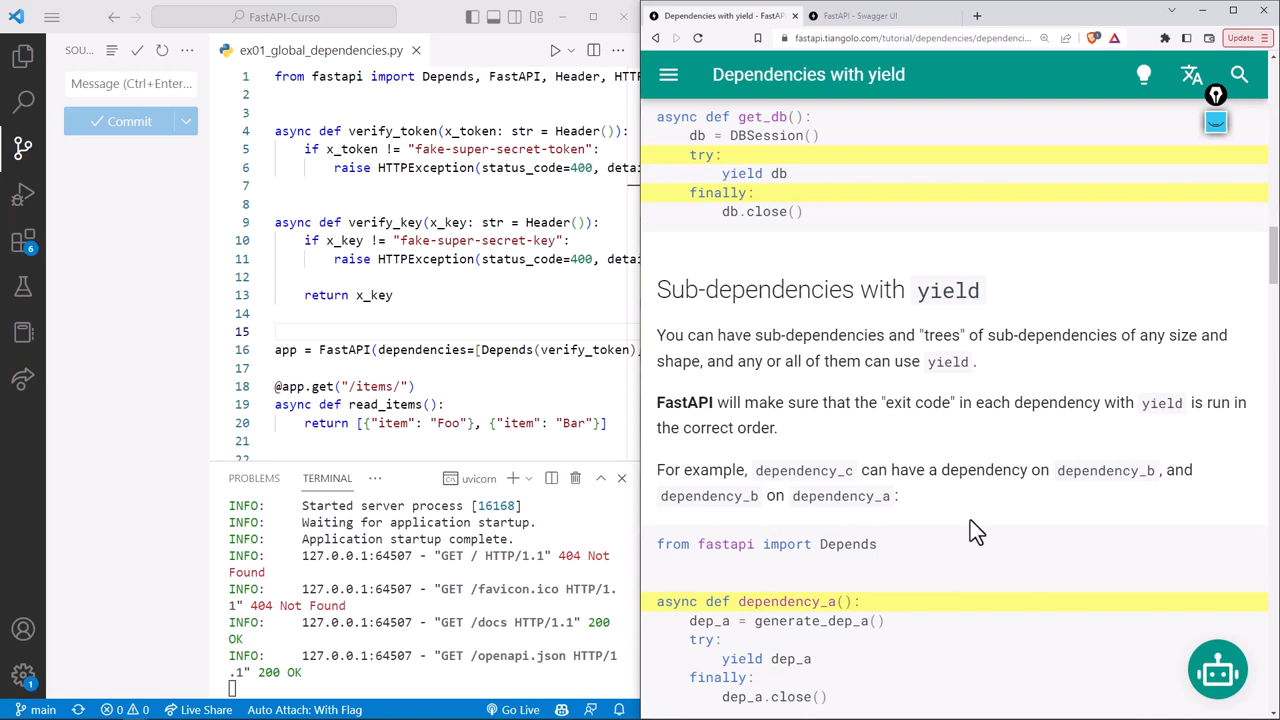 FastAPI-Curso
SOU...
Message (Ctrl+Enter...
Commit
6
1
ex01_global_dependencies.py
1 from fastapi import Depends, FastAPI, Header, HTT
2
3
4 async def verify_token(x_token: str = Header()):
5 if x_token != "fake-super-secret-token":
6 raise HTTPException(status_code=400, deta
7
8
9 async def verify_key(x_key: str = Header()):
10 if x_key != "fake-super-secret-key":
11 raise HTTPException(status_code=400, deta
12
13 return x_key
14
15
16 app = FastAPI(dependencies=[Depends(verify_token)
17
18 @app.get("/items/")
19 async def read_items():
20 return [{"item": "Foo"}, {"item": "Bar"}]
21
PROBLEMS TERMINAL ... uvicorn
INFO: Started server process [16168]
INFO: Waiting for application startup.
INFO: Application startup complete.
INFO: 127.0.0.1:64507 - "GET / HTTP/1.1" 404 Not
Found
INFO: 127.0.0.1:64507 - "GET /favicon.ico HTTP/1.
1" 404 Not Found
INFO: 127.0.0.1:64507 - "GET /docs HTTP/1.1" 200
OK
INFO: 127.0.0.1:64507 - "GET /openapi.json HTTP/1
.1" 200 OK
main 0 0 Live Share Auto Attach: With Flag Go Live
Dependencies with yield - FastAPI FastAPI - Swagger UI
fastapi.tiangolo.com/tutorial/dependencies/dependenci... Update
Dependencies with yield
async def get_db():
db = DBSession()
try:
yield db
finally:
db.close()
Sub-dependencies with yield
You can have sub-dependencies and "trees" of sub-dependencies of any size and
shape, and any or all of them can use yield.
FastAPI will make sure that the "exit code" in each dependency with yield is run in
the correct order.
For example, dependency_c can have a dependency on dependency_b, and
dependency_b on dependency_a:
from fastapi import Depends
async def dependency_a():
dep_a = generate_dep_a()
try:
yield dep_a
finally:
dep_a.close()